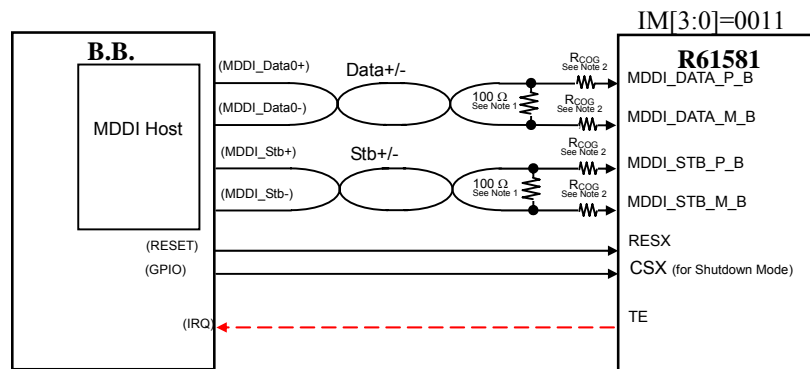 IM[3:0]=0011
B.B.
R61581
MDDI Host
(MDDI_Data0+)
Data+/-
100 Ω
See Note 1
RCOG
See Note 2
MDDI_DATA_P_B
(MDDI_Data0-)
RCOG
See Note 2
MDDI_DATA_M_B
(MDDI_Stb+)
Stb+/-
100 Ω
See Note 1
RCOG
See Note 2
MDDI_STB_P_B
(MDDI_Stb-)
RCOG
See Note 2
MDDI_STB_M_B
(RESET)
RESX
(GPIO)
CSX (for Shutdown Mode)
(IRQ)
TE